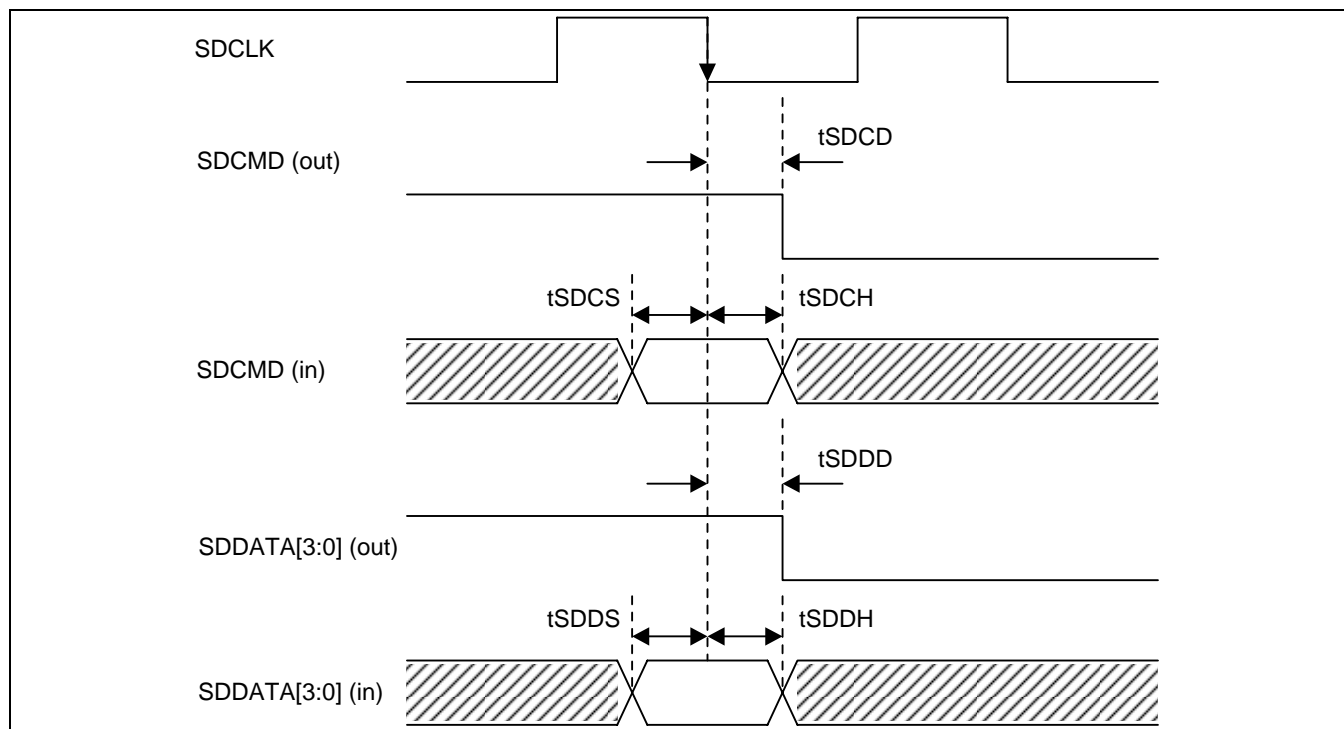 SDCLK
tSDCD
SDCMD (out)
tSDCS
tSDCH
SDCMD (in)
tSDDD
SDDATA[3:0] (out)
tSDDS
tSDDH
SDDATA[3:0] (in)